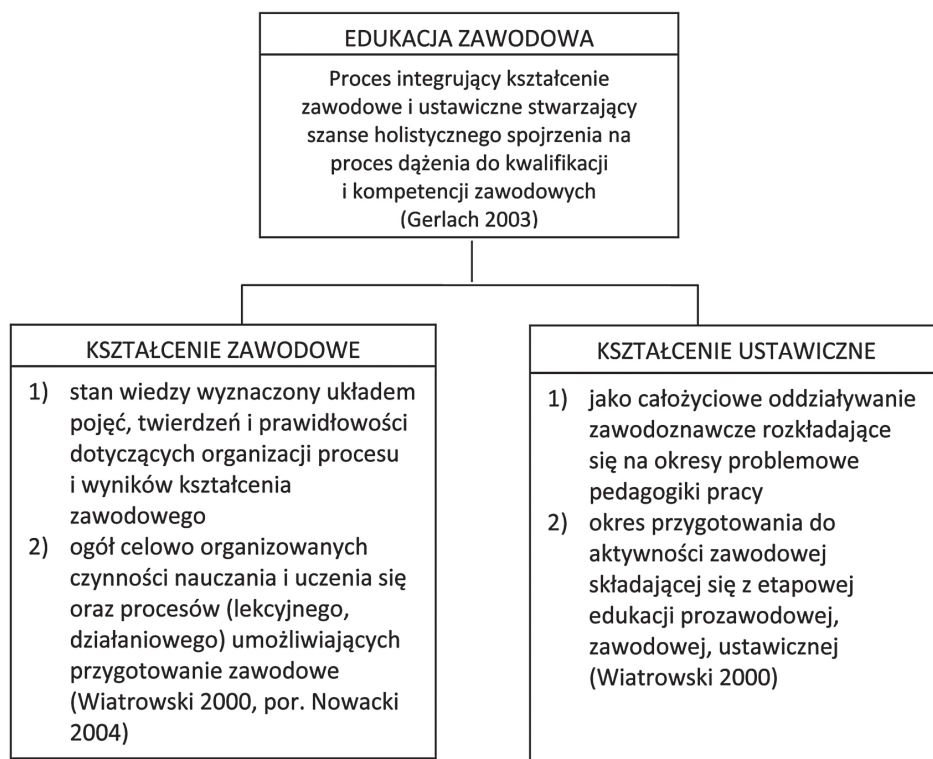 EDUKACJA ZAWODOWA
Proces integrujący kształcenie
zawodowe i ustawiczne stwarzający
szanse holistycznego spojrzenia na
proces dążenia do kwalifikacji
i kompetencji zawodowych
(Gerlach 2003)
KSZTAŁCENIE ZAWODOWE
1) stan wiedzy wyznaczony układem
pojęć, twierdzeń i prawidłowości
dotyczących organizacji procesu
i wyników kształcenia
zawodowego
2) ogół celowo organizowanych
czynności nauczania i uczenia się
oraz procesów (lekcyjnego,
działaniowego) umożliwiających
przygotowanie zawodowe
(Wiatrowski 2000, por. Nowacki
2004)
KSZTAŁCENIE USTAWICZNE
1) jako całożyciowe oddziaływanie
zawodoznawcze rozkładające
się na okresy problemowe
pedagogiki pracy
2) okres przygotowania do
aktywności zawodowej
składającej się z etapowej
edukacji prozawodowej,
zawodowej, ustawicznej
(Wiatrowski 2000)